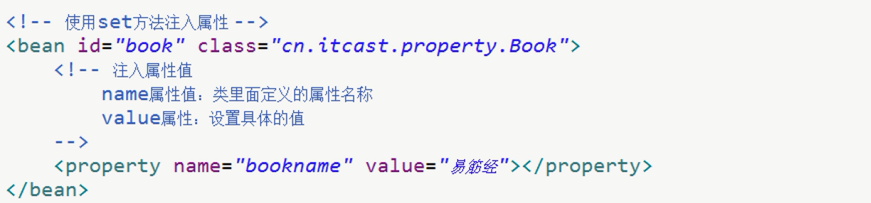 <!-- 使用set方法注入属性 -->
<bean id="book" class="cn.itcast.property.Book">
<!-- 注入属性值
name属性值：类里面定义的属性名称
value属性：设置具体的值
-->
<property name="bookname" value="易筋经"></property>
</bean>